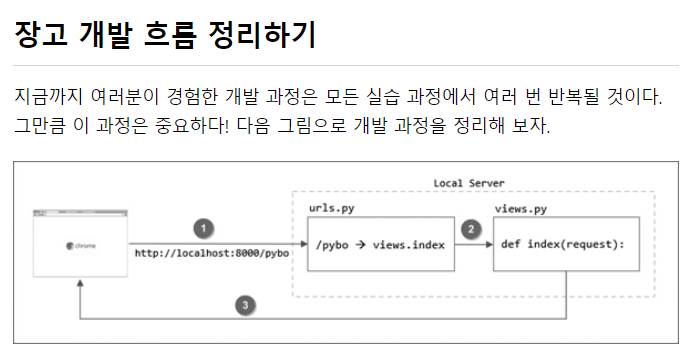 장고 개발 흐름 정리하기
지금까지 여러분이 경험한 개발 과정은 모든 실습 과정에서 여러 번 반복될 것이다.
그만큼 이 과정은 중요하다! 다음 그림으로 개발 과정을 정리해 보자.
Local Server
urls.py
views.py
chrome
1
http://localhost:8000/pybo
/pybo → views.index
2
def index(request):
3